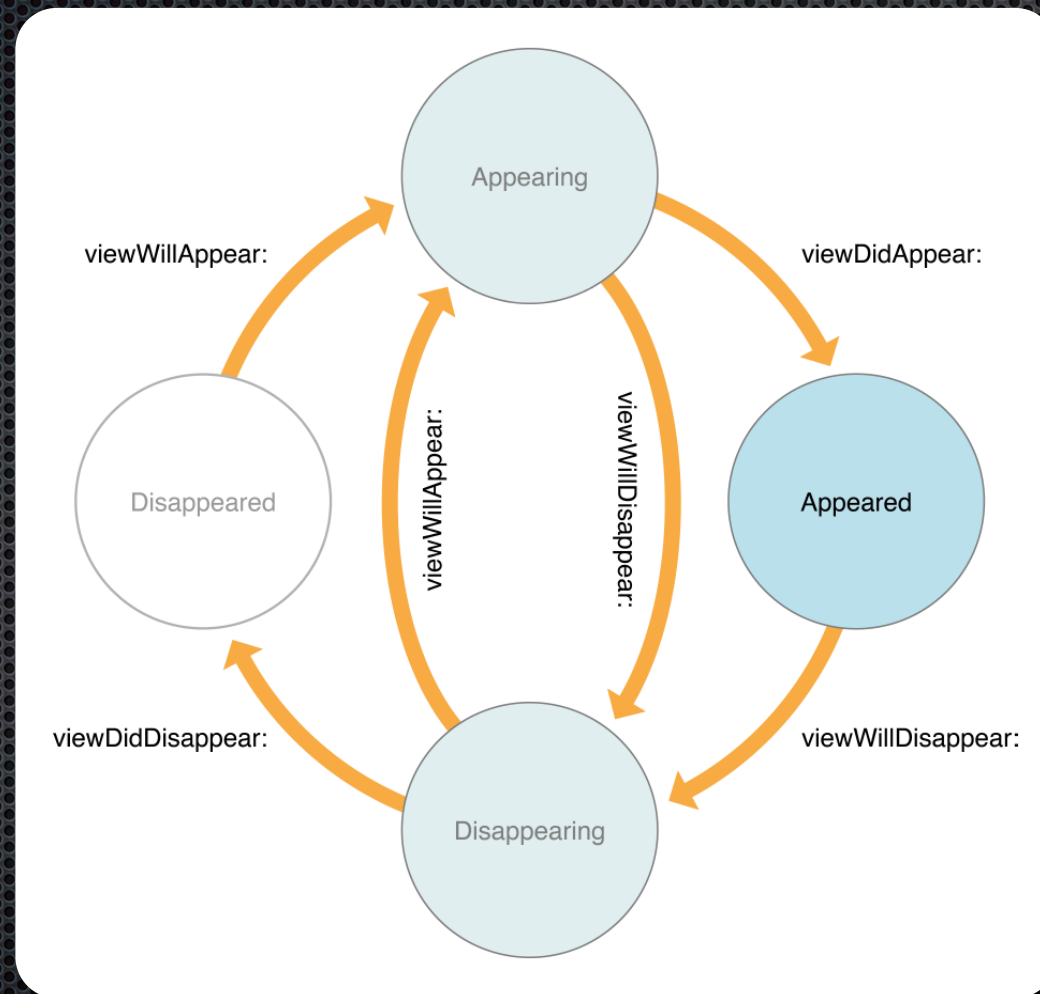 Appearing
viewWillAppear:
viewDidAppear:
viewWillAppear:
viewWillDisappear:
Disappeared
Appeared
viewDidDisappear:
viewWillDisappear:
Disappearing